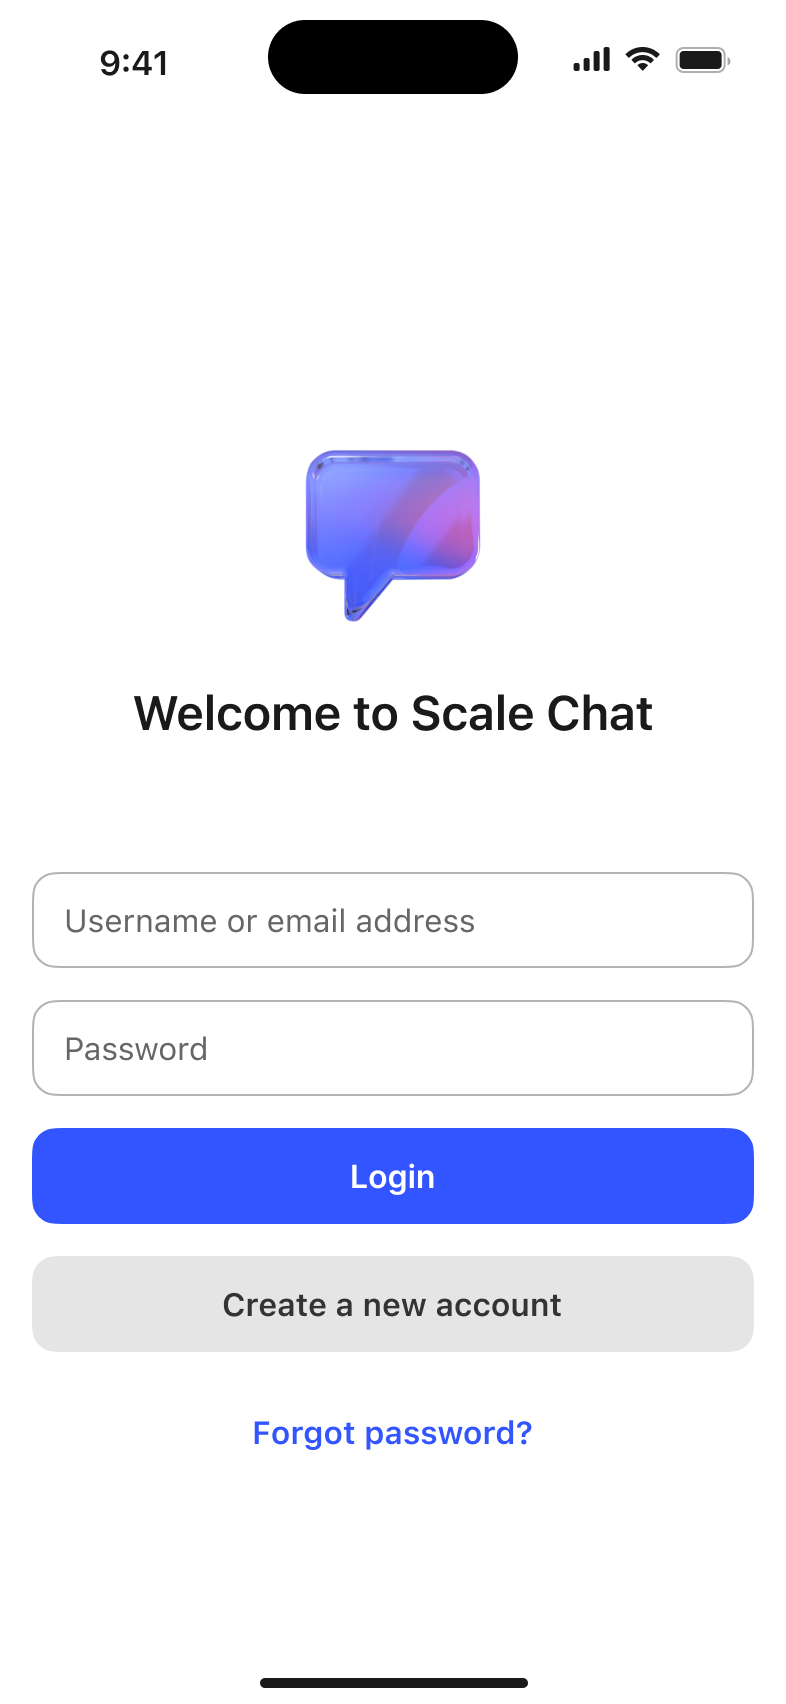 9:41
Welcome to Scale Chat
Username or email address
Password
Login
Create a new account
Forgot password?